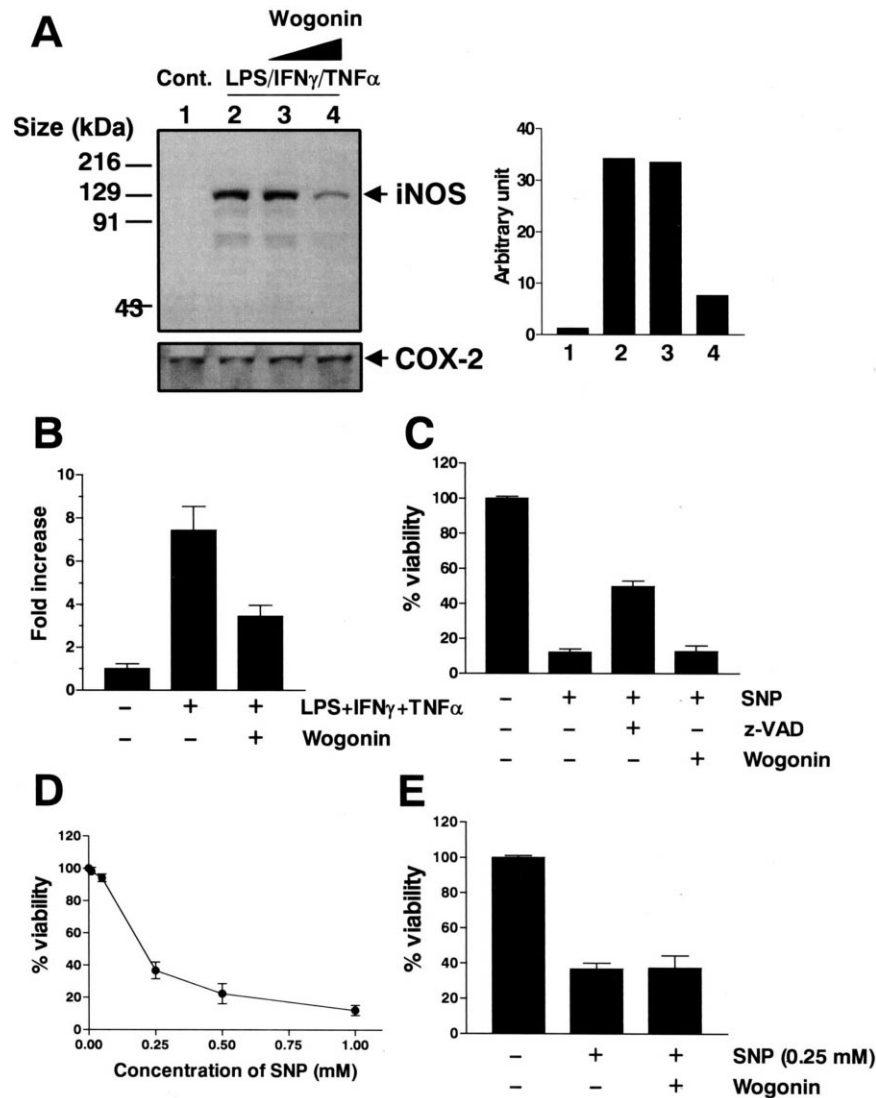 A
Wogonin
Cont. LPS/IFNγ/TNFα
1 2 3 4
Size (kDa)
216
129
91
43
iNOS
COX-2
40
30
20
10
0
Arbitrary unit
1 2 3 4
B
10
8
6
4
2
0
Fold increase
– + + LPS+IFNγ+TNFα
– – + Wogonin
C
120
100
80
60
40
20
0
% viability
– + + + SNP
– – + – z-VAD
– – – + Wogonin
D
120
100
80
60
40
20
0
% viability
0.00 0.25 0.50 0.75 1.00
Concentration of SNP (mM)
E
120
100
80
60
40
20
0
% viability
– + + SNP (0.25 mM)
– – + Wogonin